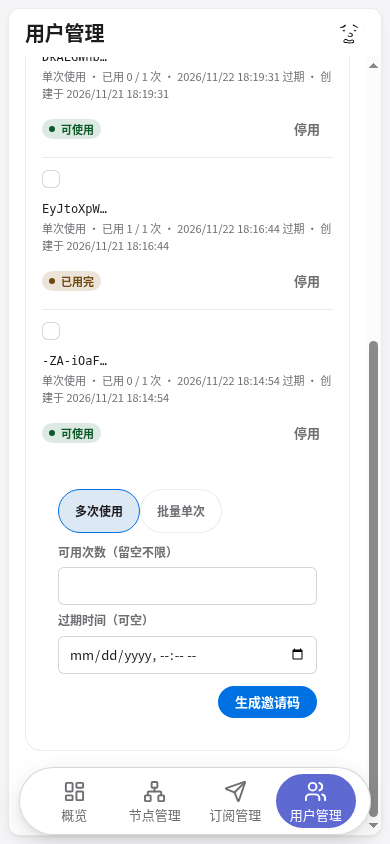 用户管理
单次使用 · 已用 0 / 1 次 · 2026/11/22 18:19:31 过期 · 创
建于 2026/11/21 18:19:31
可使用
停用
EyJtoXpW…
单次使用 · 已用 1 / 1 次 · 2026/11/22 18:16:44 过期 · 创
建于 2026/11/21 18:16:44
已用完
停用
-ZA-iOaF…
单次使用 · 已用 0 / 1 次 · 2026/11/22 18:14:54 过期 · 创
建于 2026/11/21 18:14:54
可使用
停用
多次使用
批量单次
可用次数（留空不限）
过期时间（可空）
mm/dd/yyyy, --:-- --
生成邀请码
概览
节点管理
订阅管理
用户管理